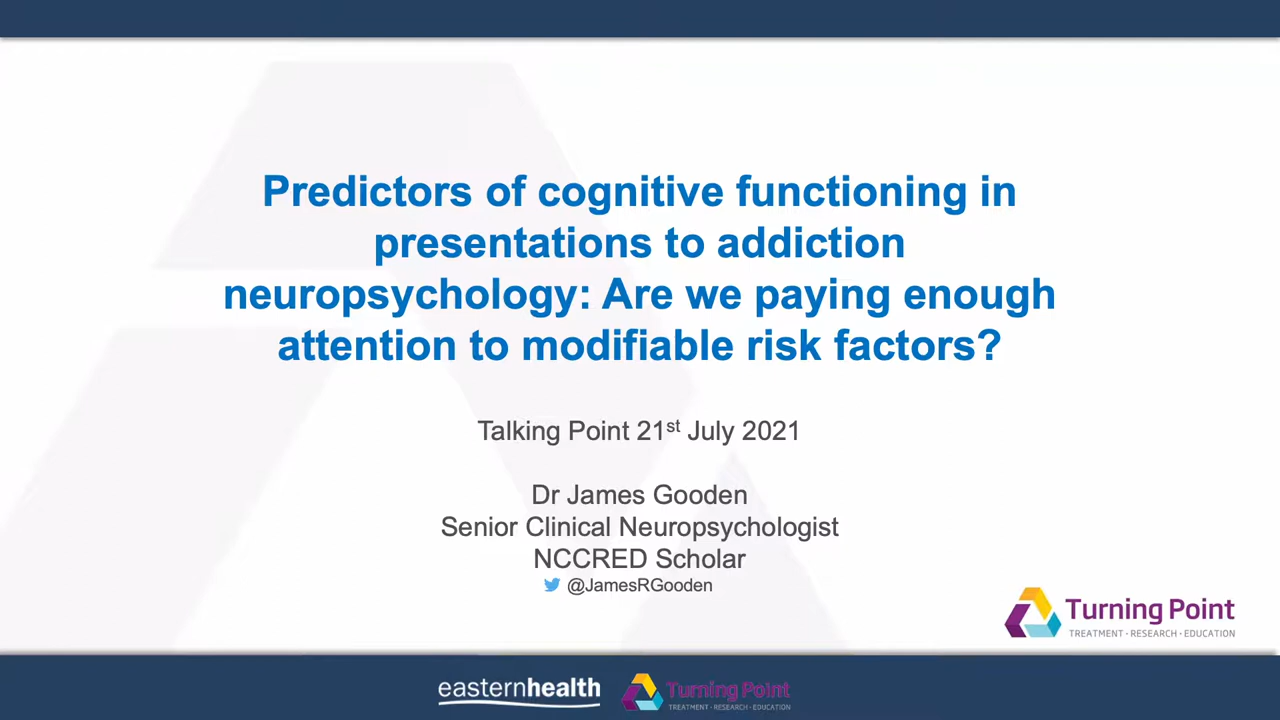 Predictors of cognitive functioning in
presentations to addiction
neuropsychology: Are we paying enough
attention to modifiable risk factors?
Talking Point 21st July 2021
Dr James Gooden
Senior Clinical Neuropsychologist
NCCRED Scholar
@JamesRGooden
Turning Point
TREATMENT · RESEARCH · EDUCATION
easternhealth
Turning Point
TREATMENT · RESEARCH · EDUCATION